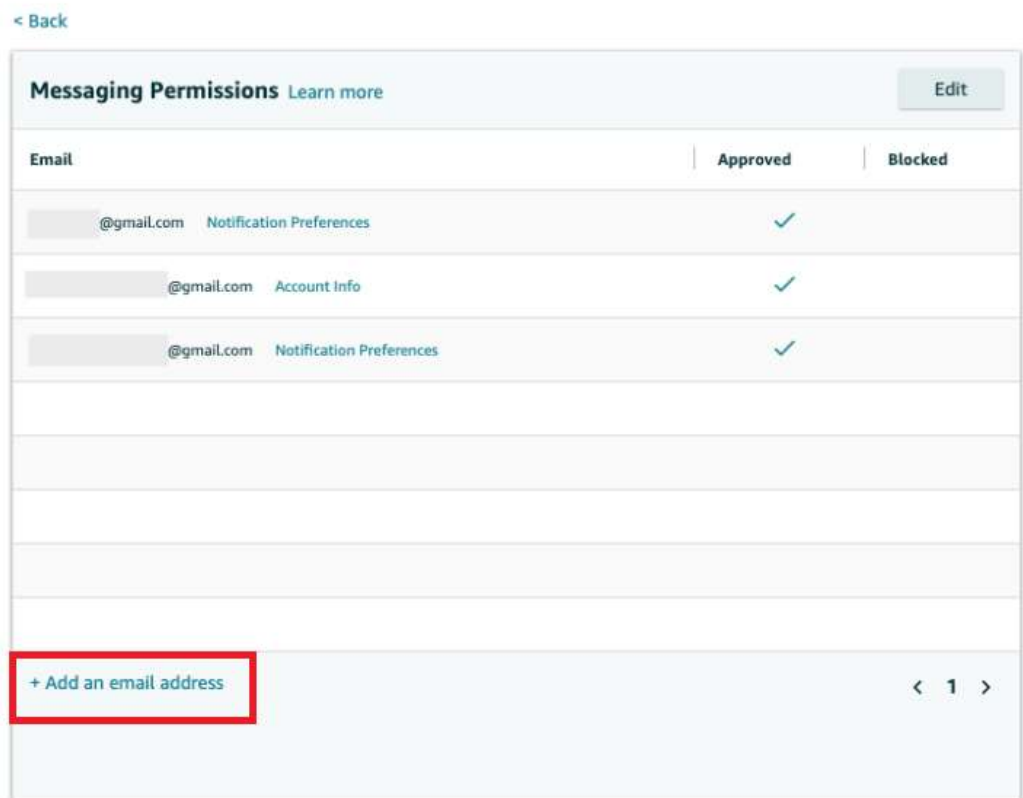 < Back
Messaging Permissions Learn more Edit
Email Approved Blocked
@gmail.com Notification Preferences
@gmail.com Account Info
@gmail.com Notification Preferences
+ Add an email address < 1 >